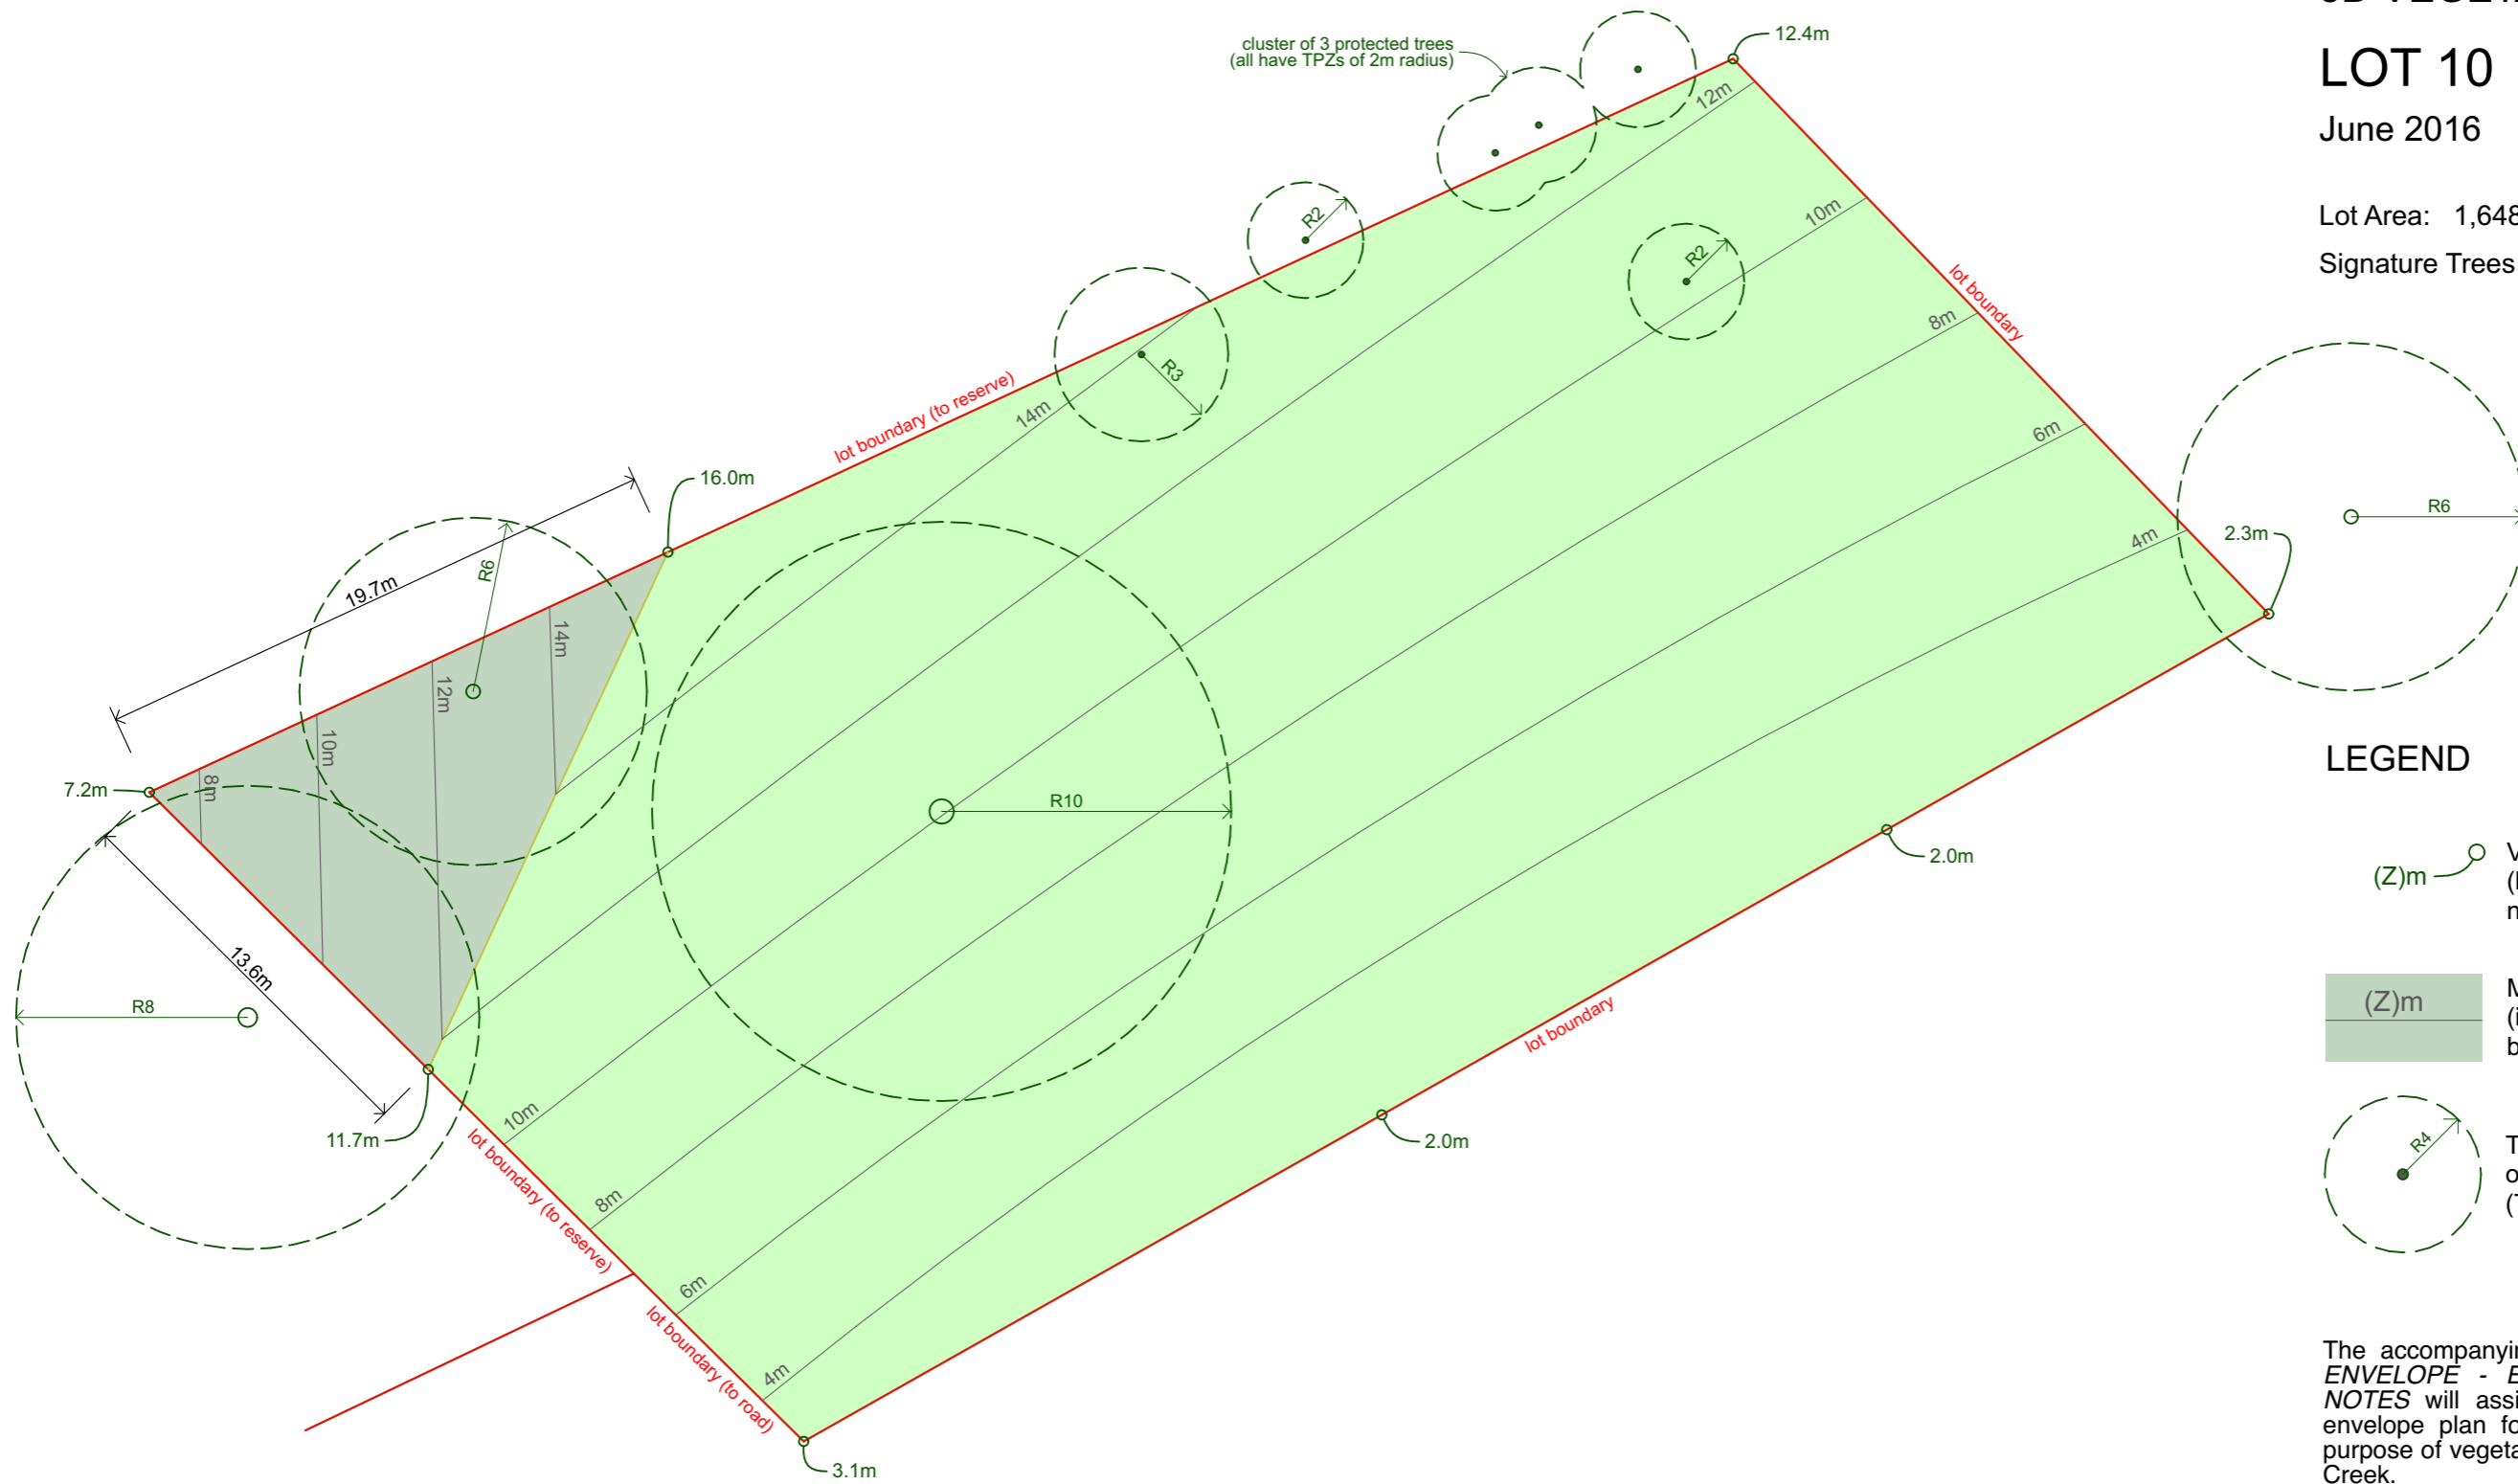 LOT 10
June 2016
Lot Area: 1,648
Signature Trees
cluster of 3 protected trees
(all have TPZs of 2m radius)
12.4m
12m
10m
8m
6m
4m
lot boundary
R2
R2
R3
14m
lot boundary (to reserve)
16.0m
R6
19.7m
14m
12m
10m
8m
7.2m
R6
2.3m
R10
2.0m
2.0m
13.6m
R8
11.7m
10m
8m
6m
4m
lot boundary (to reserve)
lot boundary (to road)
lot boundary
3.1m
LEGEND
(Z)m
(Z)m
R4
The accompanyin
ENVELOPE - E
NOTES will assi
envelope plan fo
purpose of vegeta
Creek.